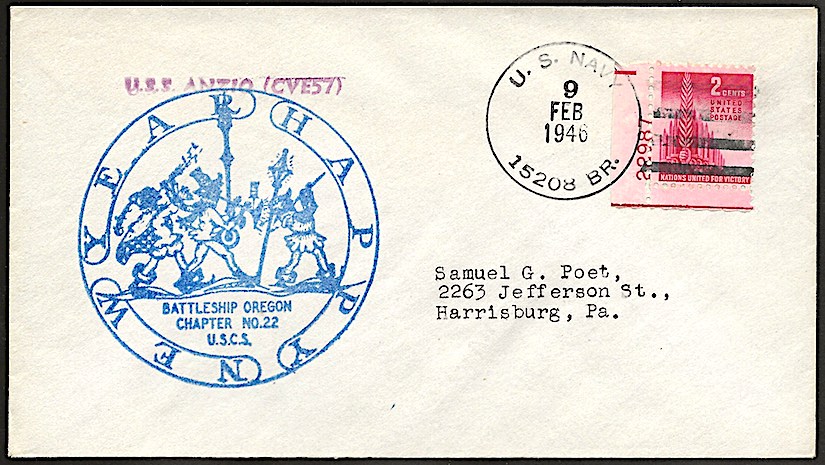 U.S.S. ANZIO (CVE57)
HAPPY NEW YEAR
BATTLESHIP OREGON
CHAPTER NO.22
U.S.C.S.
U. S. NAVY
9
FEB
1946
15208 BR.
22987
2 CENTS
UNITED
STATES
POSTAGE
NATIONS UNITED FOR VICTORY
Samuel G. Poet,
2263 Jefferson St.,
Harrisburg, Pa.